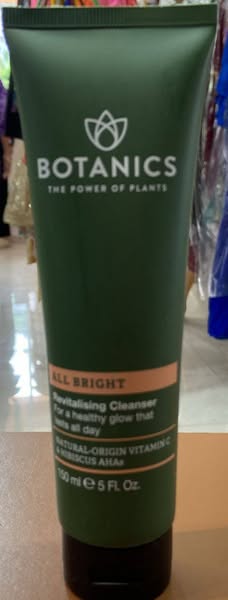 BOTANICS
THE POWER OF PLANTS
ALL BRIGHT
Revitalising Cleanser
For a healthy glow that
lasts all day
NATURAL-ORIGIN VITAMIN C
& HIBISCUS AHAs
150 ml ℮ 5 Fl. Oz.